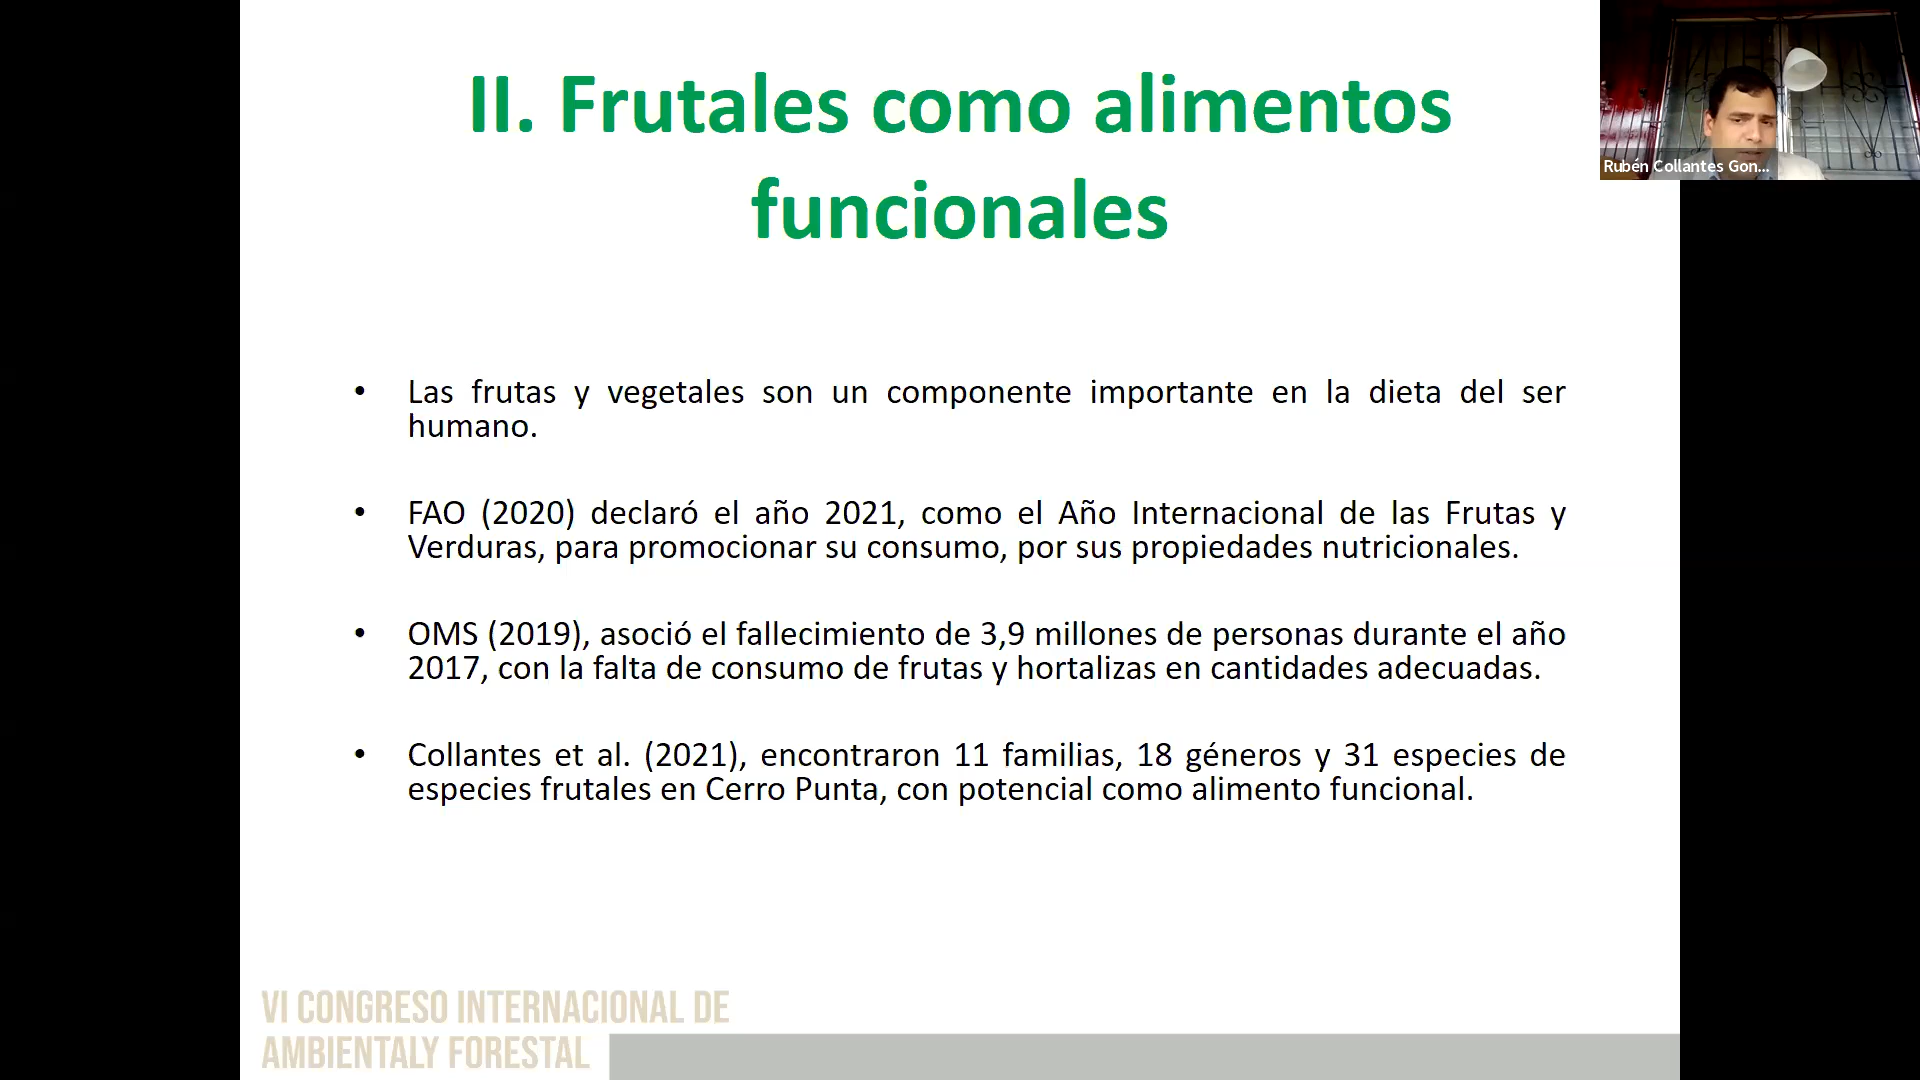 II. Frutales como alimentos
funcionales
Rubén Collantes Gon...
• Las frutas y vegetales son un componente importante en la dieta del ser
humano.
• FAO (2020) declaró el año 2021, como el Año Internacional de las Frutas y
Verduras, para promocionar su consumo, por sus propiedades nutricionales.
• OMS (2019), asoció el fallecimiento de 3,9 millones de personas durante el año
2017, con la falta de consumo de frutas y hortalizas en cantidades adecuadas.
• Collantes et al. (2021), encontraron 11 familias, 18 géneros y 31 especies de
especies frutales en Cerro Punta, con potencial como alimento funcional.
VI CONGRESO INTERNACIONAL DE
AMBIENTALY FORESTAL